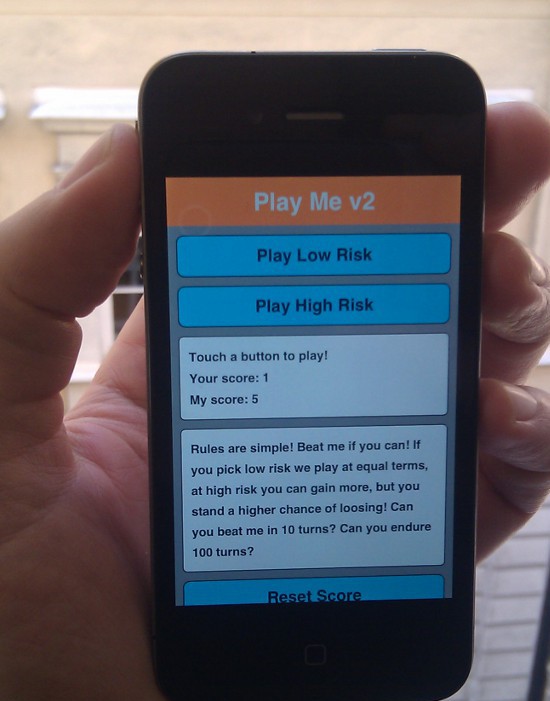 Play Me v2
Play Low Risk
Play High Risk
Touch a button to play!
Your score: 1
My score: 5
Rules are simple! Beat me if you can! If
you pick low risk we play at equal terms,
at high risk you can gain more, but you
stand a higher chance of loosing! Can
you beat me in 10 turns? Can you endure
100 turns?
Reset Score